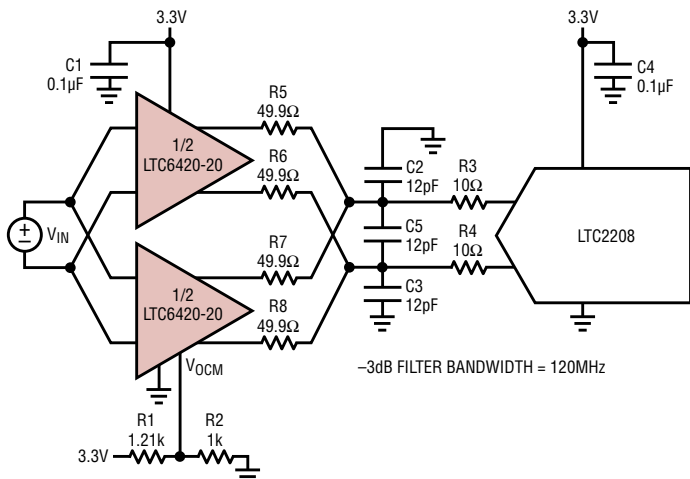 3.3V
3.3V
C1
0.1µF
C4
0.1µF
R5
49.9Ω
1/2
LTC6420-20
R6
49.9Ω
C2
12pF
R3
10Ω
VIN
C5
12pF
R4
10Ω
LTC2208
R7
49.9Ω
1/2
LTC6420-20
R8
49.9Ω
C3
12pF
VOCM
–3dB FILTER BANDWIDTH = 120MHz
R1
1.21k
R2
1k
3.3V